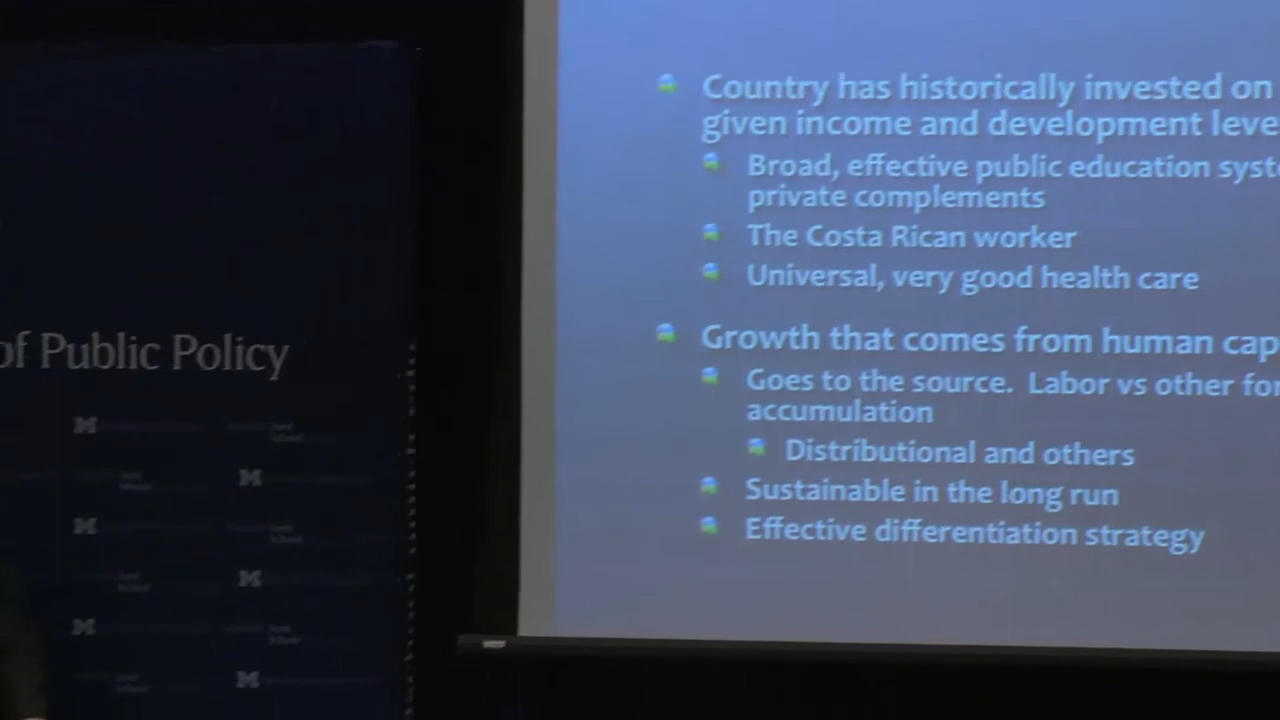 Country has historically invested on
given income and development leve
Broad, effective public education syst
private complements
The Costa Rican worker
Universal, very good health care
Growth that comes from human cap
Goes to the source. Labor vs other for
accumulation
Distributional and others
Sustainable in the long run
Effective differentiation strategy
of Public Policy
M
M
M
M
M
M